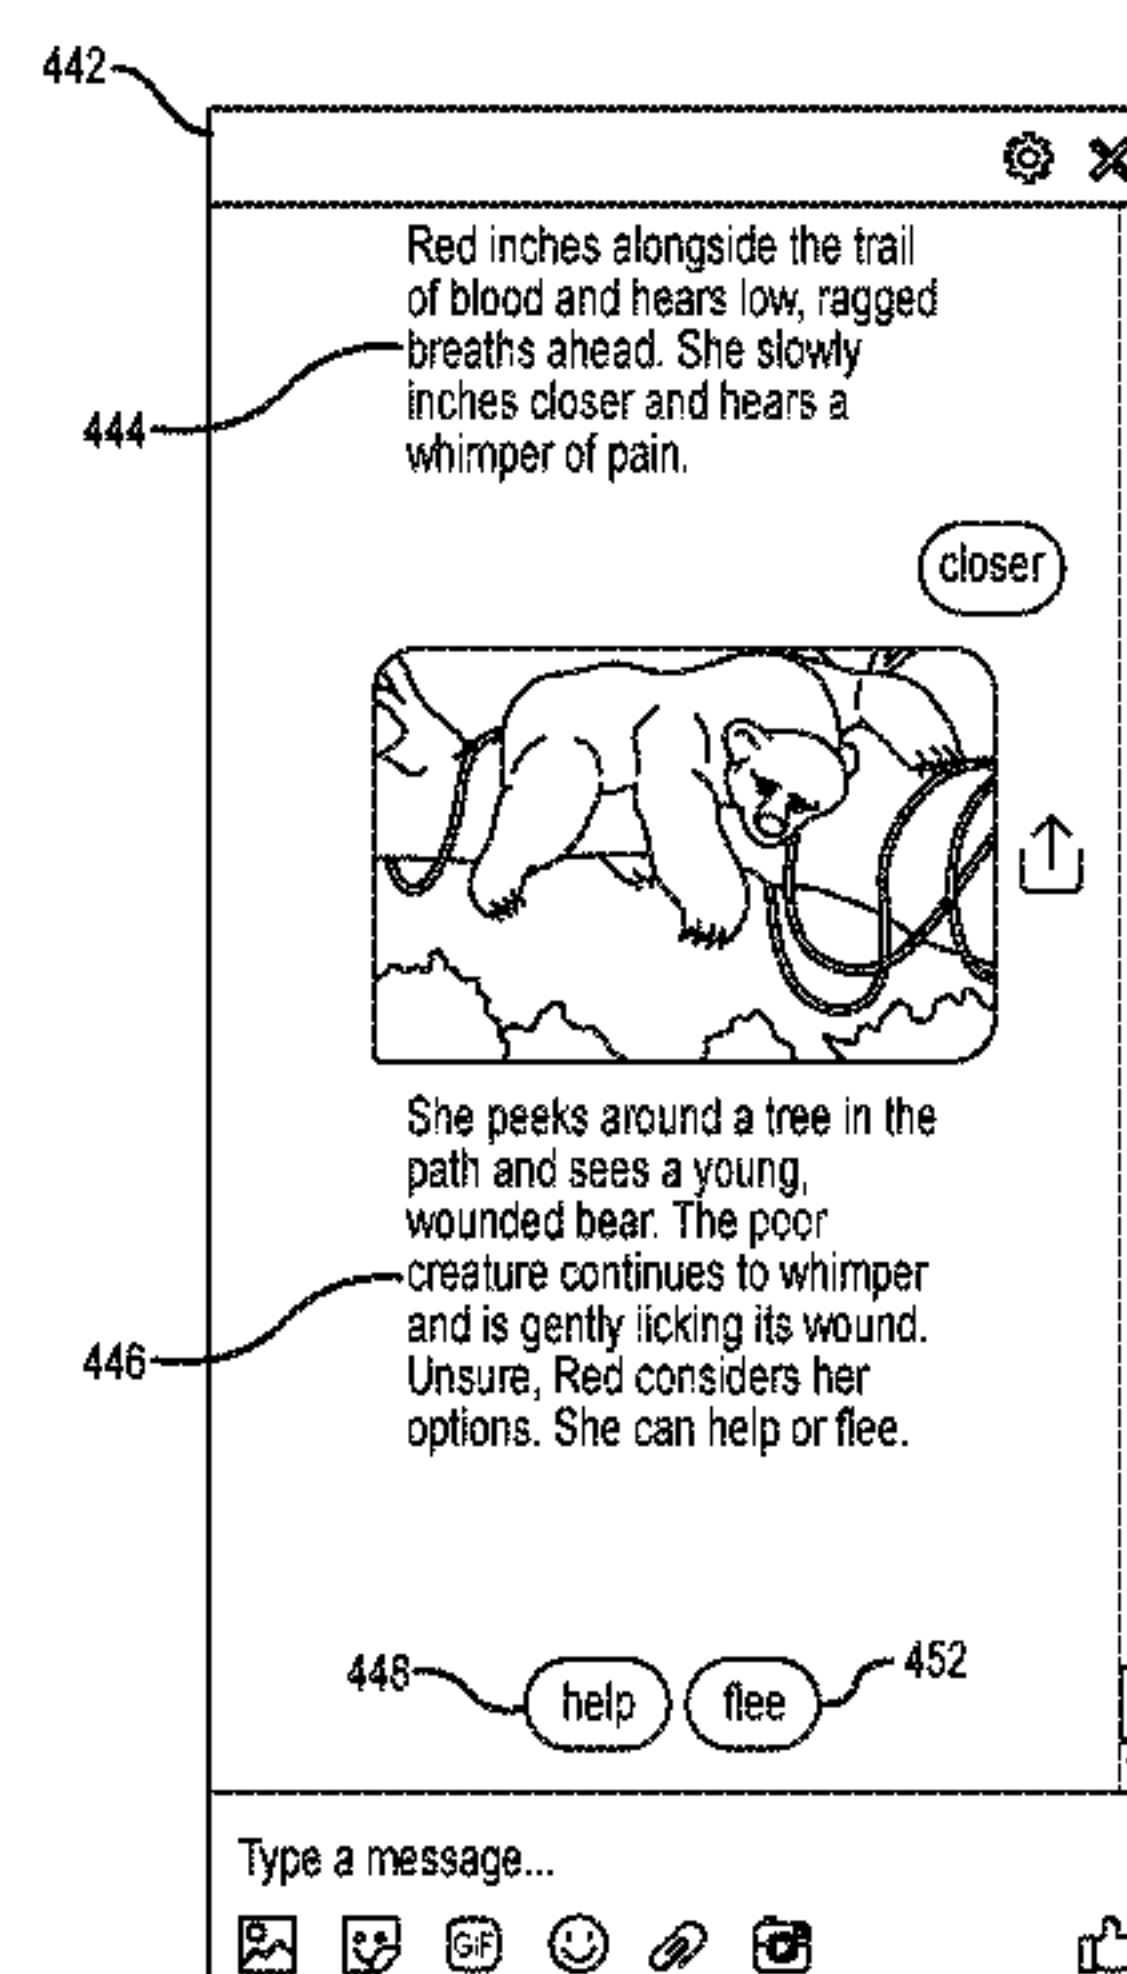 442
Red inches alongside the trail
of blood and hears low, ragged
breaths ahead. She slowly
inches closer and hears a
whimper of pain.
444
closer
She peeks around a tree in the
path and sees a young,
wounded bear. The poor
creature continues to whimper
and is gently licking its wound.
Unsure, Red considers her
options. She can help or flee.
446
448 help flee 452
Type a message...
GiF